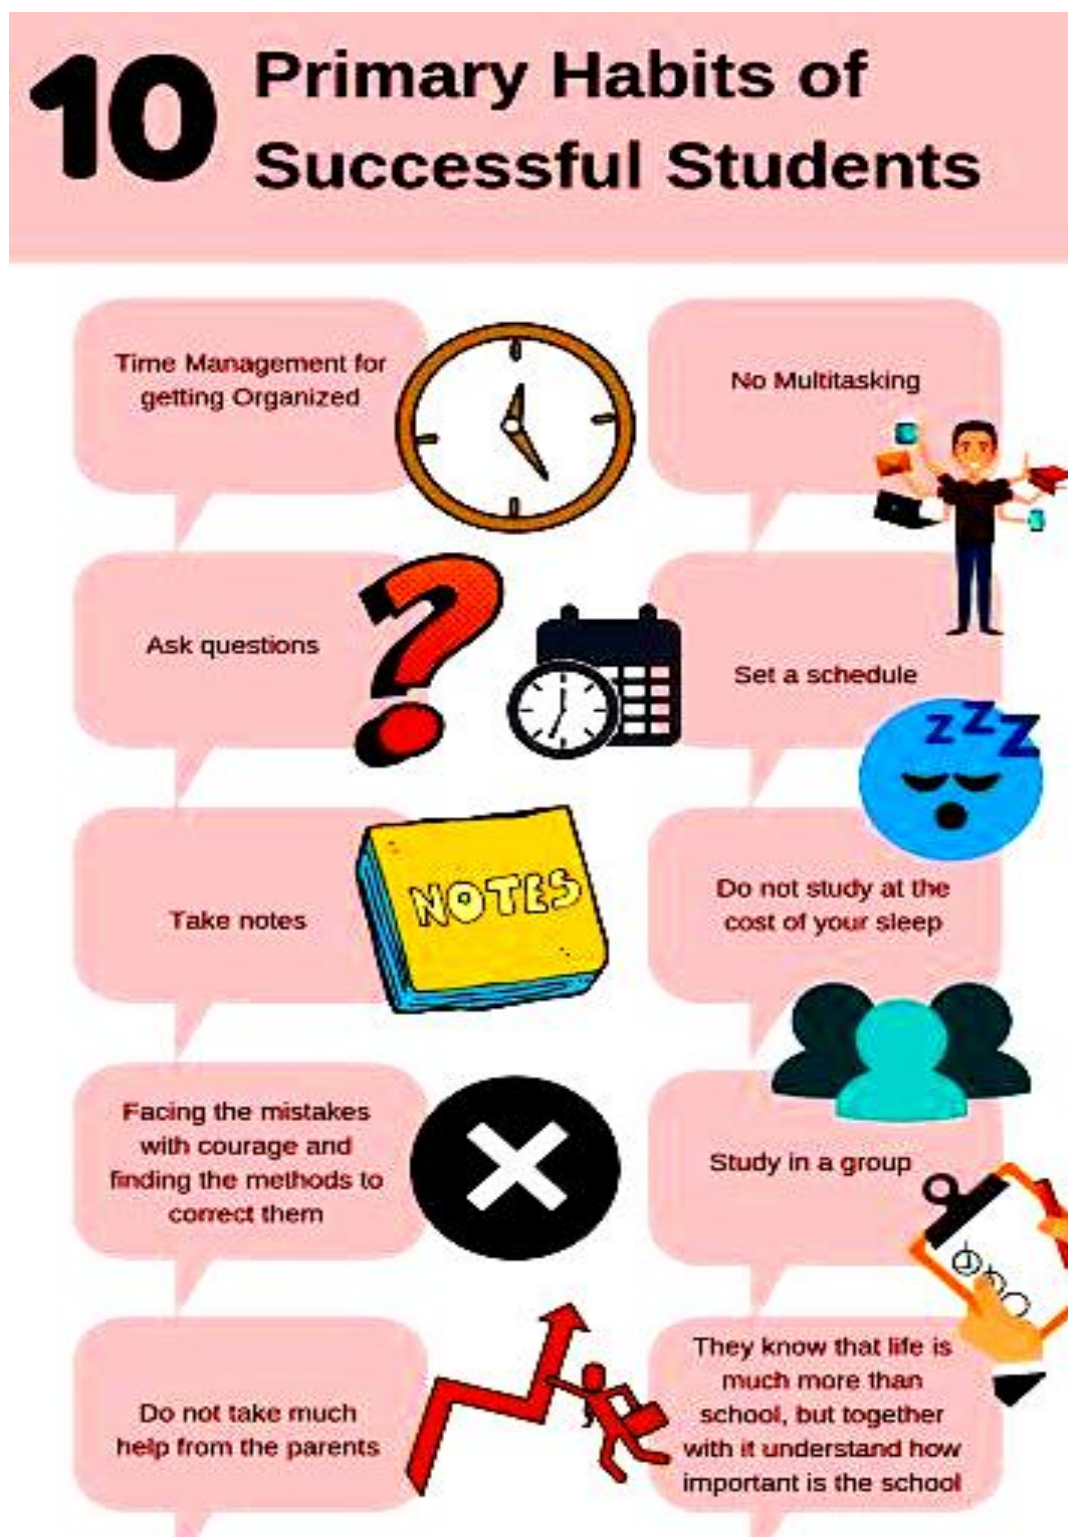 10 Primary Habits of
Successful Students
Time Management for
getting Organized
No Multitasking
Ask questions
Set a schedule
z z z
Take notes
NOTES
Do not study at the
cost of your sleep
Facing the mistakes
with courage and
finding the methods to
correct them
Study in a group
Do not take much
help from the parents
They know that life is
much more than
school, but together
with it understand how
important is the school